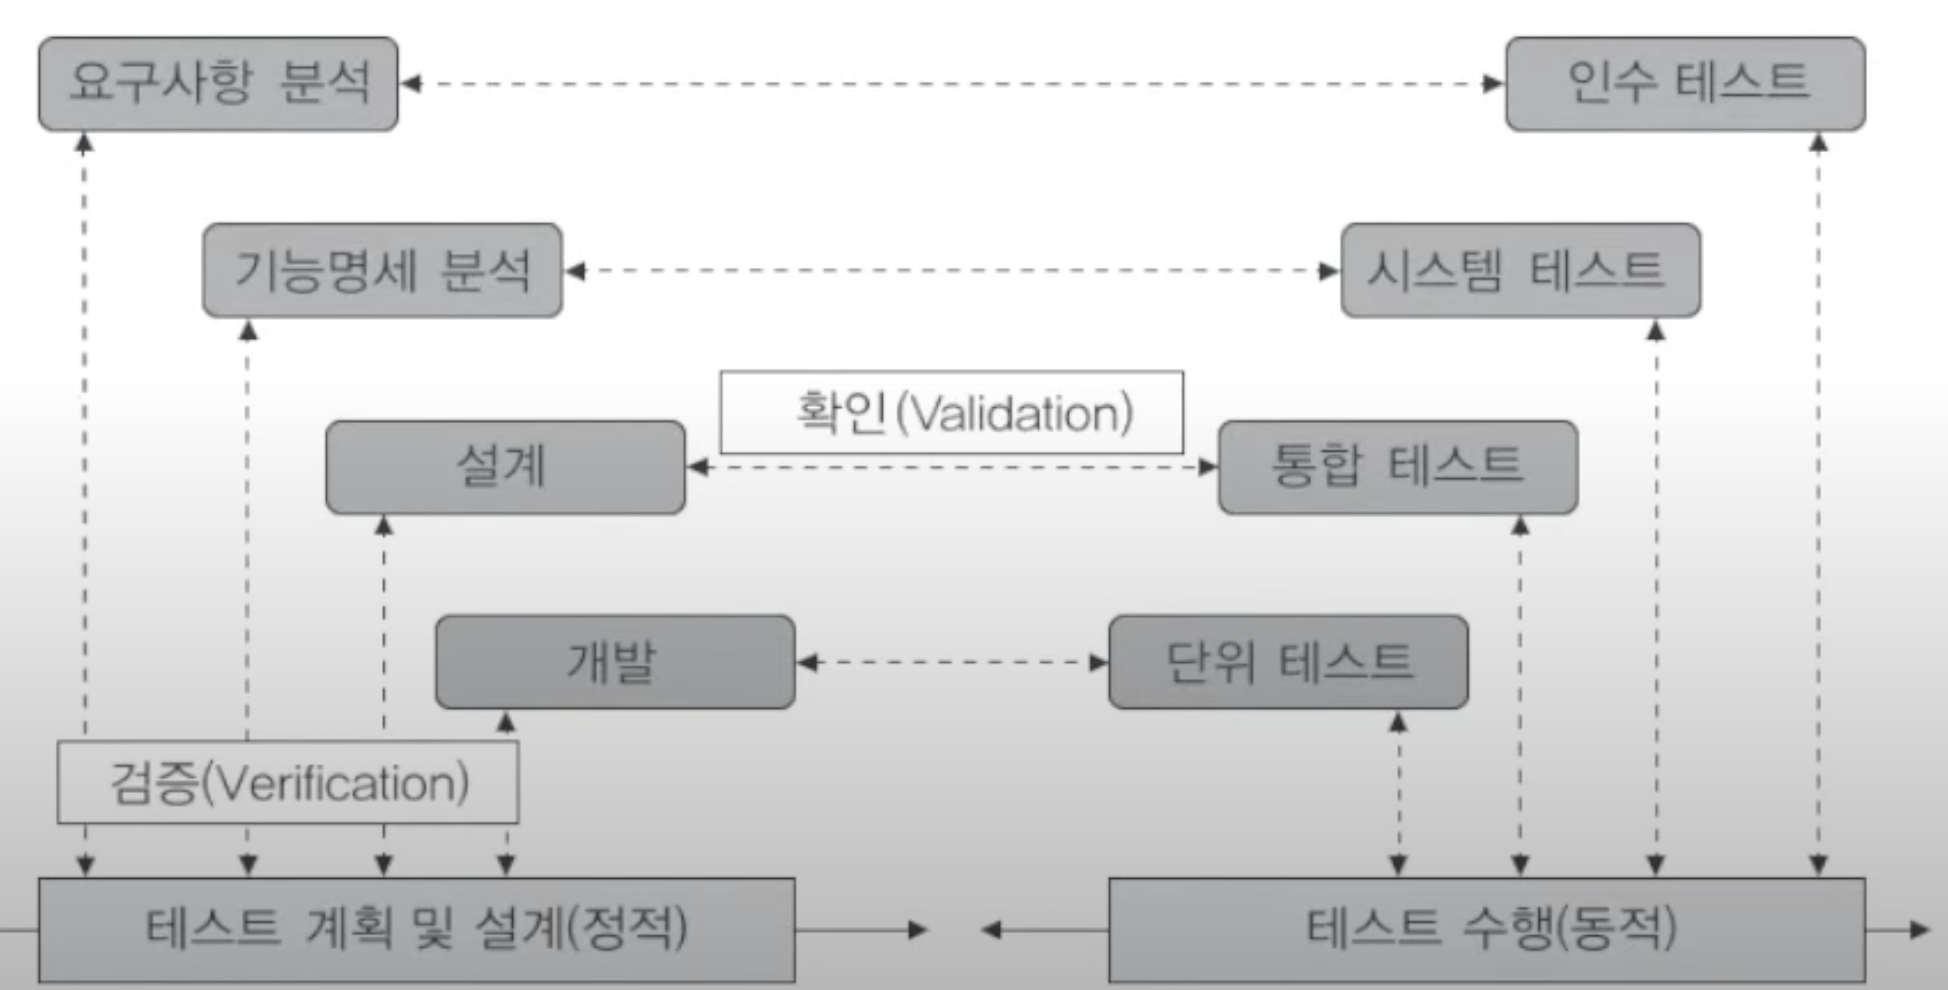 요구사항 분석
인수 테스트
기능명세 분석
시스템 테스트
확인(Validation)
설계
통합 테스트
개발
단위 테스트
검증(Verification)
테스트 계획 및 설계(정적)
테스트 수행(동적)